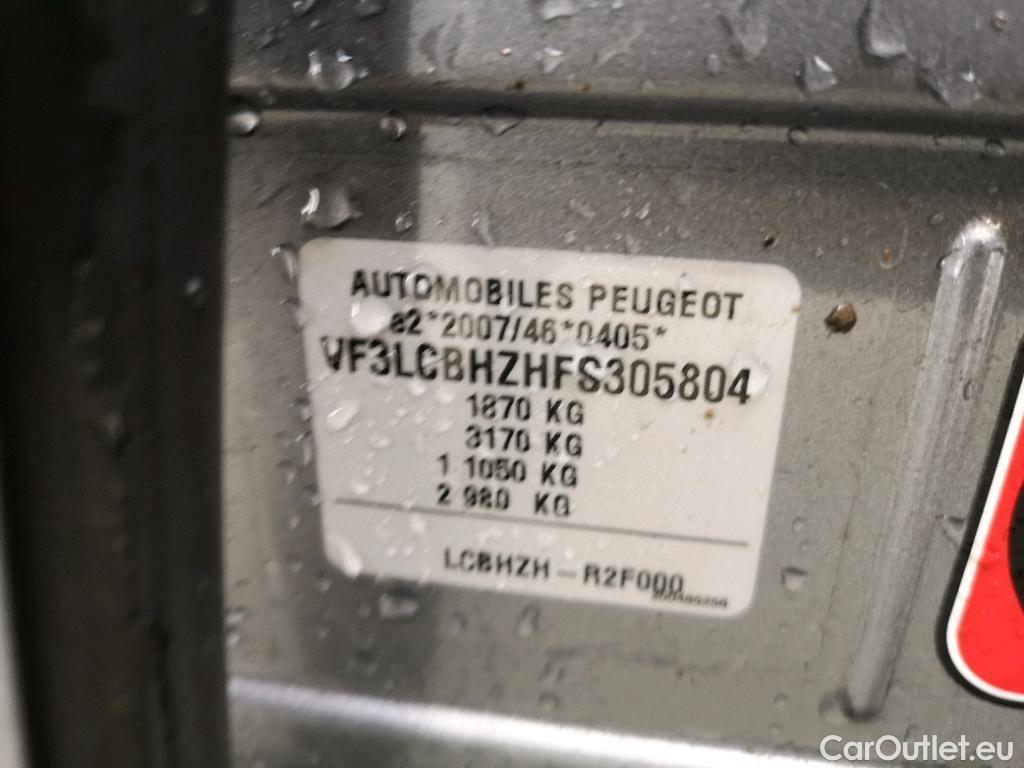 AUTOMOBILES PEUGEOT
e2*2007/46*0405*
VF3LCBHZHFS305804
1870 KG
3170 KG
1 1050 KG
2 980 KG
LCBHZH - R2F000
CarOutlet.eu